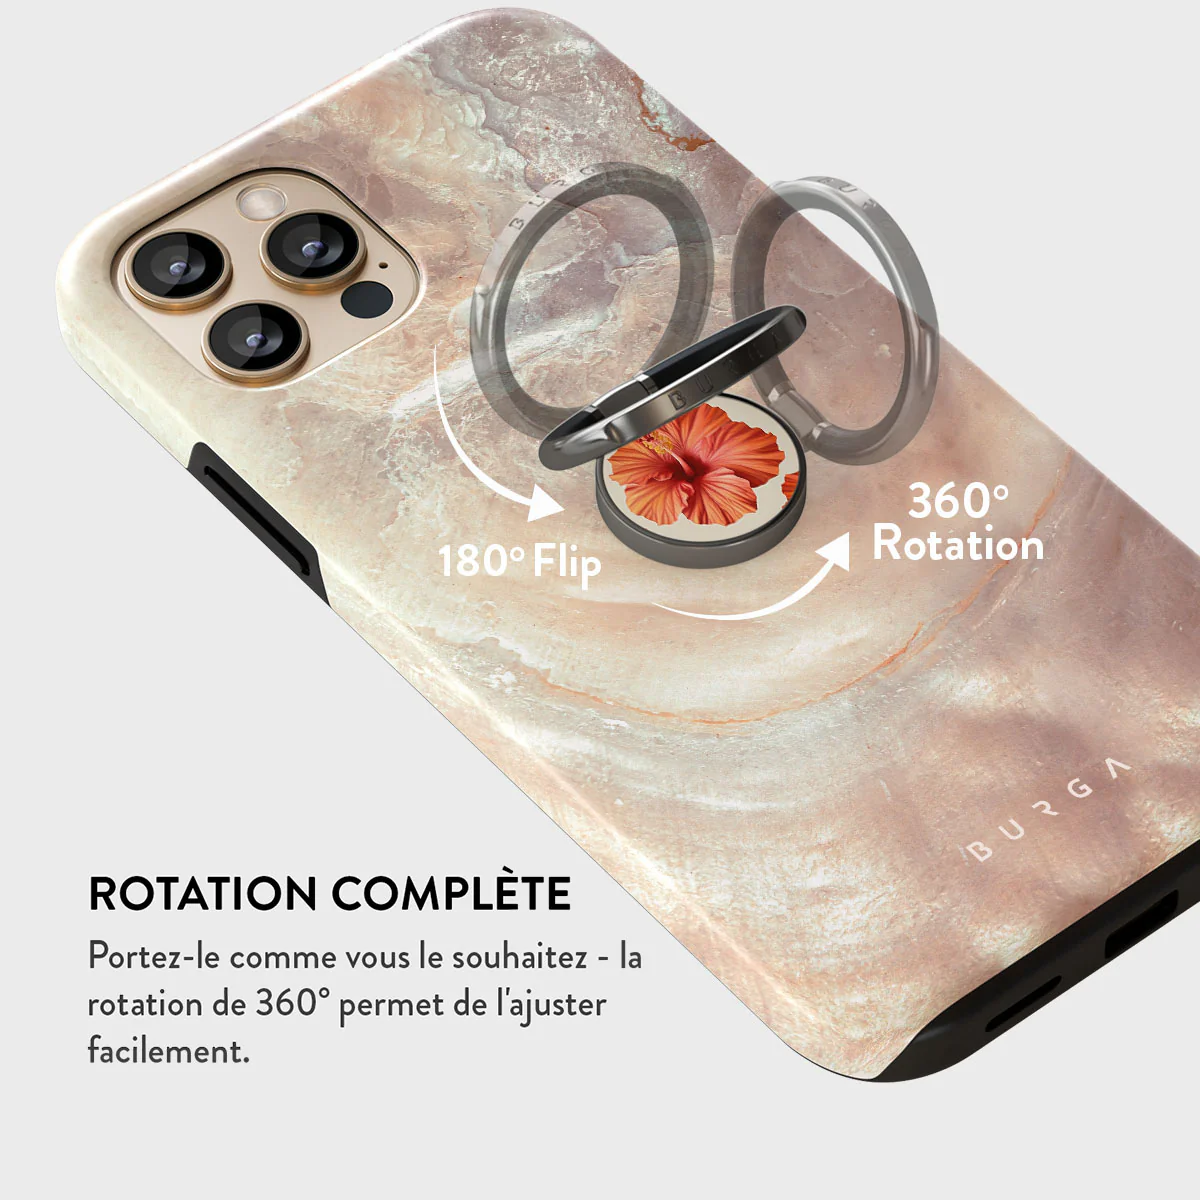 BURGA
180° Flip
360°
Rotation
BURGA
ROTATION COMPLÈTE
Portez-le comme vous le souhaitez - la
rotation de 360° permet de l'ajuster
facilement.